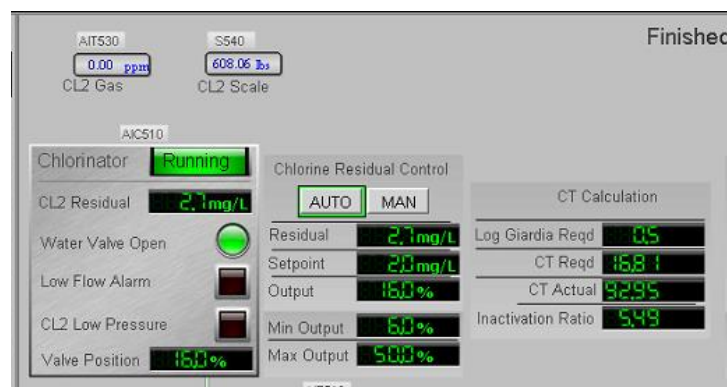 Finished
AIT530
0.00 ppm
CL2 Gas
S540
608.06 lbs
CL2 Scale
AIC510
Chlorinator Running
CL2 Residual 2.7mg/L
Water Valve Open
Low Flow Alarm
CL2 Low Pressure
Valve Position 16.0%
Chlorine Residual Control
AUTO MAN
Residual 2.7mg/L
Setpoint 2.0mg/L
Output 16.0%
Min Output 6.0%
Max Output 50.0%
CT Calculation
Log Giardia Reqd 0.5
CT Reqd 16.81
CT Actual 92.95
Inactivation Ratio 5.49